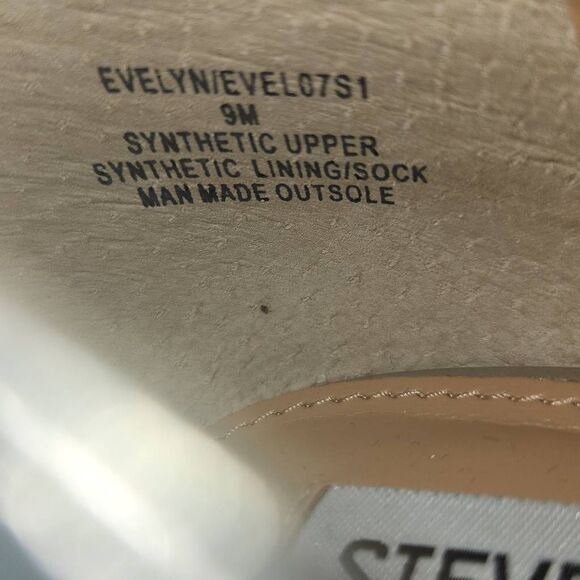 EVELYN/EVEL07S1
9M
SYNTHETIC UPPER
SYNTHETIC LINING/SOCK
MAN MADE OUTSOLE